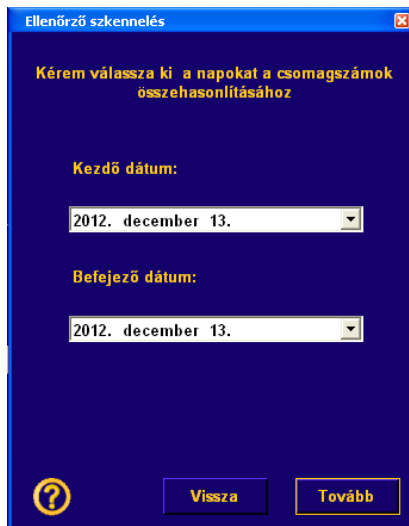 Ellenőrző szkennelés
Kérem válassza ki a napokat a csomagszámok
összehasonlításához
Kezdő dátum:
2012. december 13.
Befejező dátum:
2012. december 13.
?
Vissza
Tovább